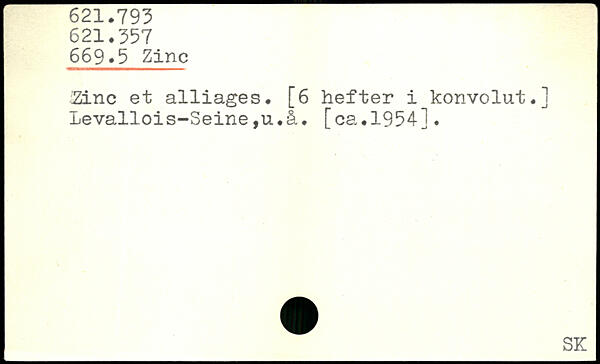 621.793
621.357
669.5 Zinc
Zinc et alliages. [6 hefter i konvolut.]
Levallois-Seine,u.å. [ca.1954].
SK